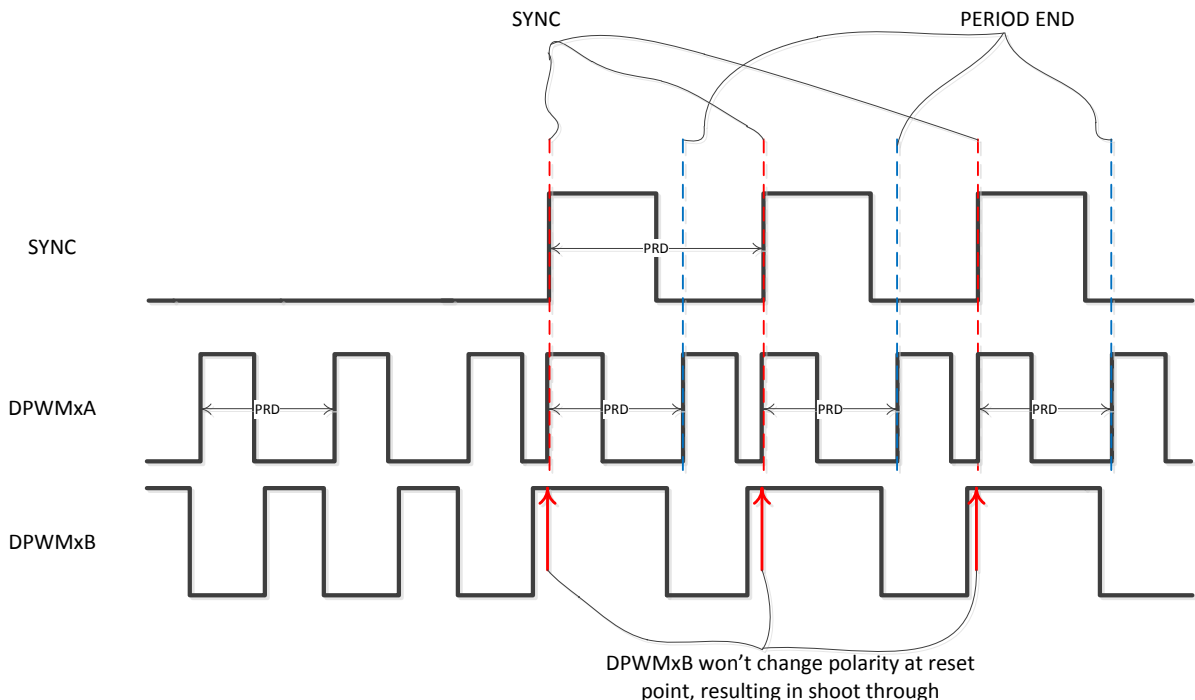 SYNC
PERIOD END
SYNC
PRD
DPWMxA
PRD
PRD
PRD
PRD
DPWMxB
DPWMxB won't change polarity at reset
point, resulting in shoot through